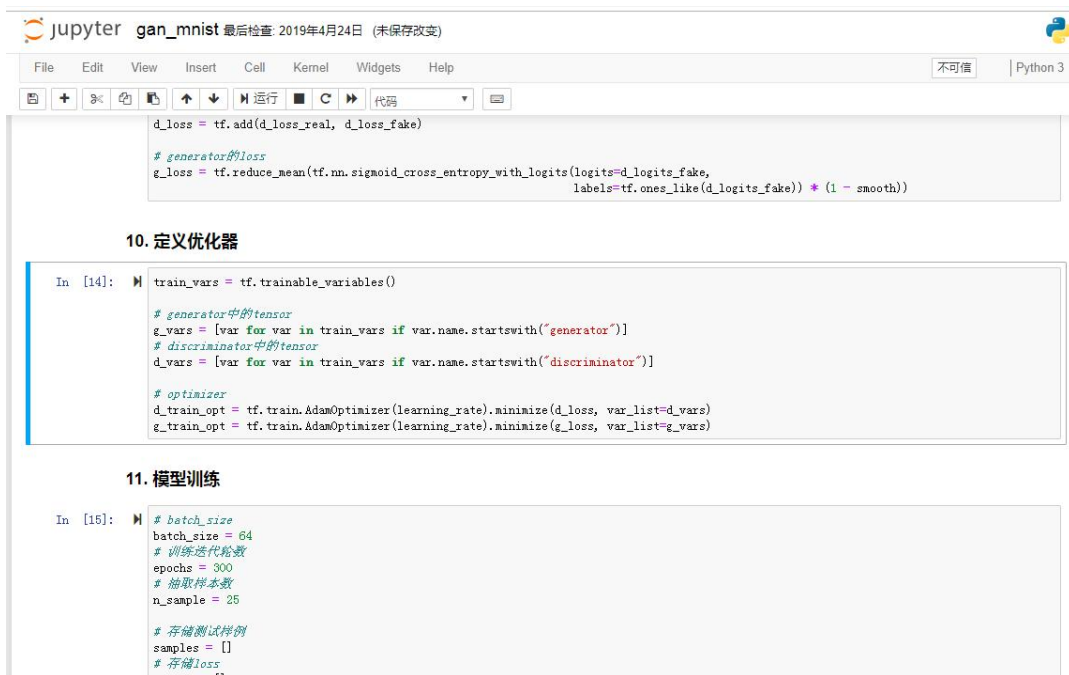 jupyter gan_mnist 最后检查: 2019年4月24日 (未保存改变)
File Edit View Insert Cell Kernel Widgets Help 不可信 Python 3
运行 代码
d_loss = tf.add(d_loss_real, d_loss_fake)
# generator的loss
g_loss = tf.reduce_mean(tf.nn.sigmoid_cross_entropy_with_logits(logits=d_logits_fake,
labels=tf.ones_like(d_logits_fake)) * (1 - smooth))
10. 定义优化器
In [14]: train_vars = tf.trainable_variables()
# generator中的tensor
g_vars = [var for var in train_vars if var.name.startswith("generator")]
# discriminator中的tensor
d_vars = [var for var in train_vars if var.name.startswith("discriminator")]
# optimizer
d_train_opt = tf.train.AdamOptimizer(learning_rate).minimize(d_loss, var_list=d_vars)
g_train_opt = tf.train.AdamOptimizer(learning_rate).minimize(g_loss, var_list=g_vars)
11. 模型训练
In [15]: # batch_size
batch_size = 64
# 训练迭代轮数
epochs = 300
# 抽取样本数
n_sample = 25
# 存储测试样例
samples = []
# 存储loss